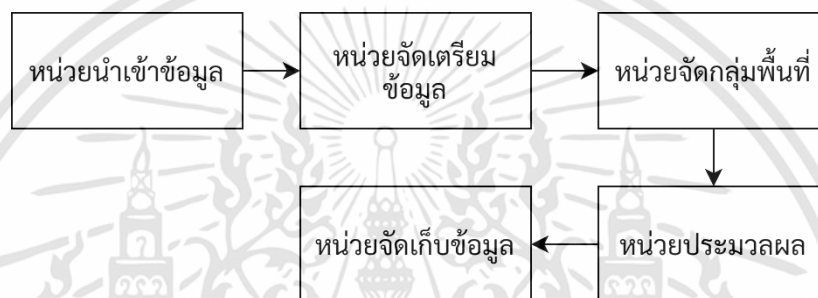 หน่วยนำเข้าข้อมูล
หน่วยจัดเตรียม
ข้อมูล
หน่วยจัดกลุ่มพื้นที่
หน่วยจัดเก็บข้อมูล
หน่วยประมวลผล